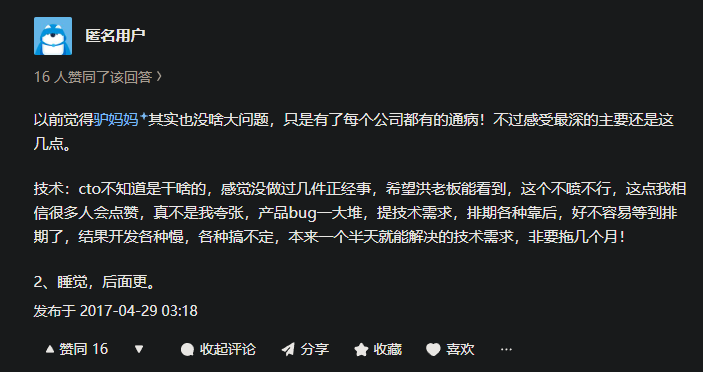 匿名用户
16 人赞同了该回答 >
以前觉得驴妈妈其实也没啥大问题，只是有了每个公司都有的通病！不过感受最深的主要还是这
几点。
技术：cto不知道是干啥的，感觉没做过几件正经事，希望洪老板能看到，这个不喷不行，这点我相
信很多人会点赞，真不是我夸张，产品bug一大堆，提技术需求，排期各种靠后，好不容易等到排
期了，结果开发各种慢，各种搞不定，本来一个半天就能解决的技术需求，非要拖几个月！
2、睡觉，后面更。
发布于 2017-04-29 03:18
赞同 16 收起评论 分享 收藏 喜欢 ···